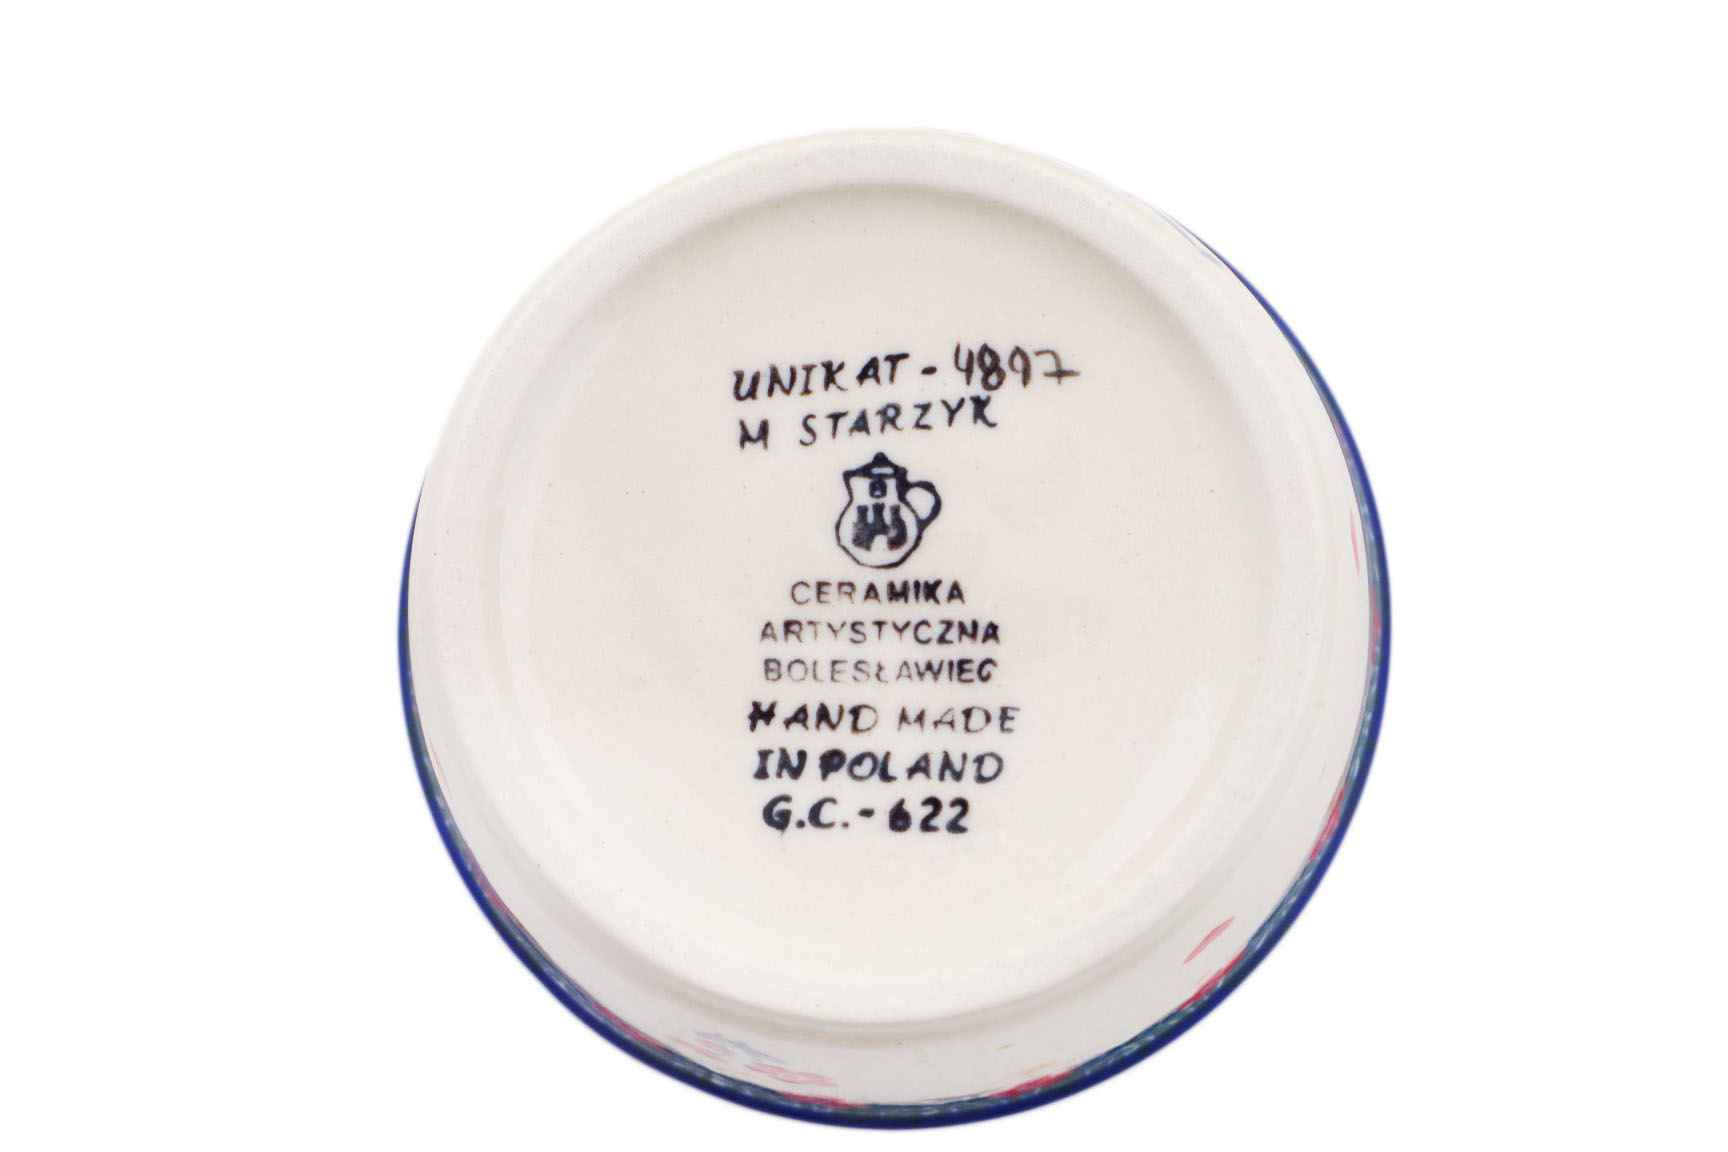 UNIKAT - 4897
M STARZYK
CERAMIKA
ARTYSTYCZNA
BOLESŁAWIEC
HAND MADE
IN POLAND
G.C.-622